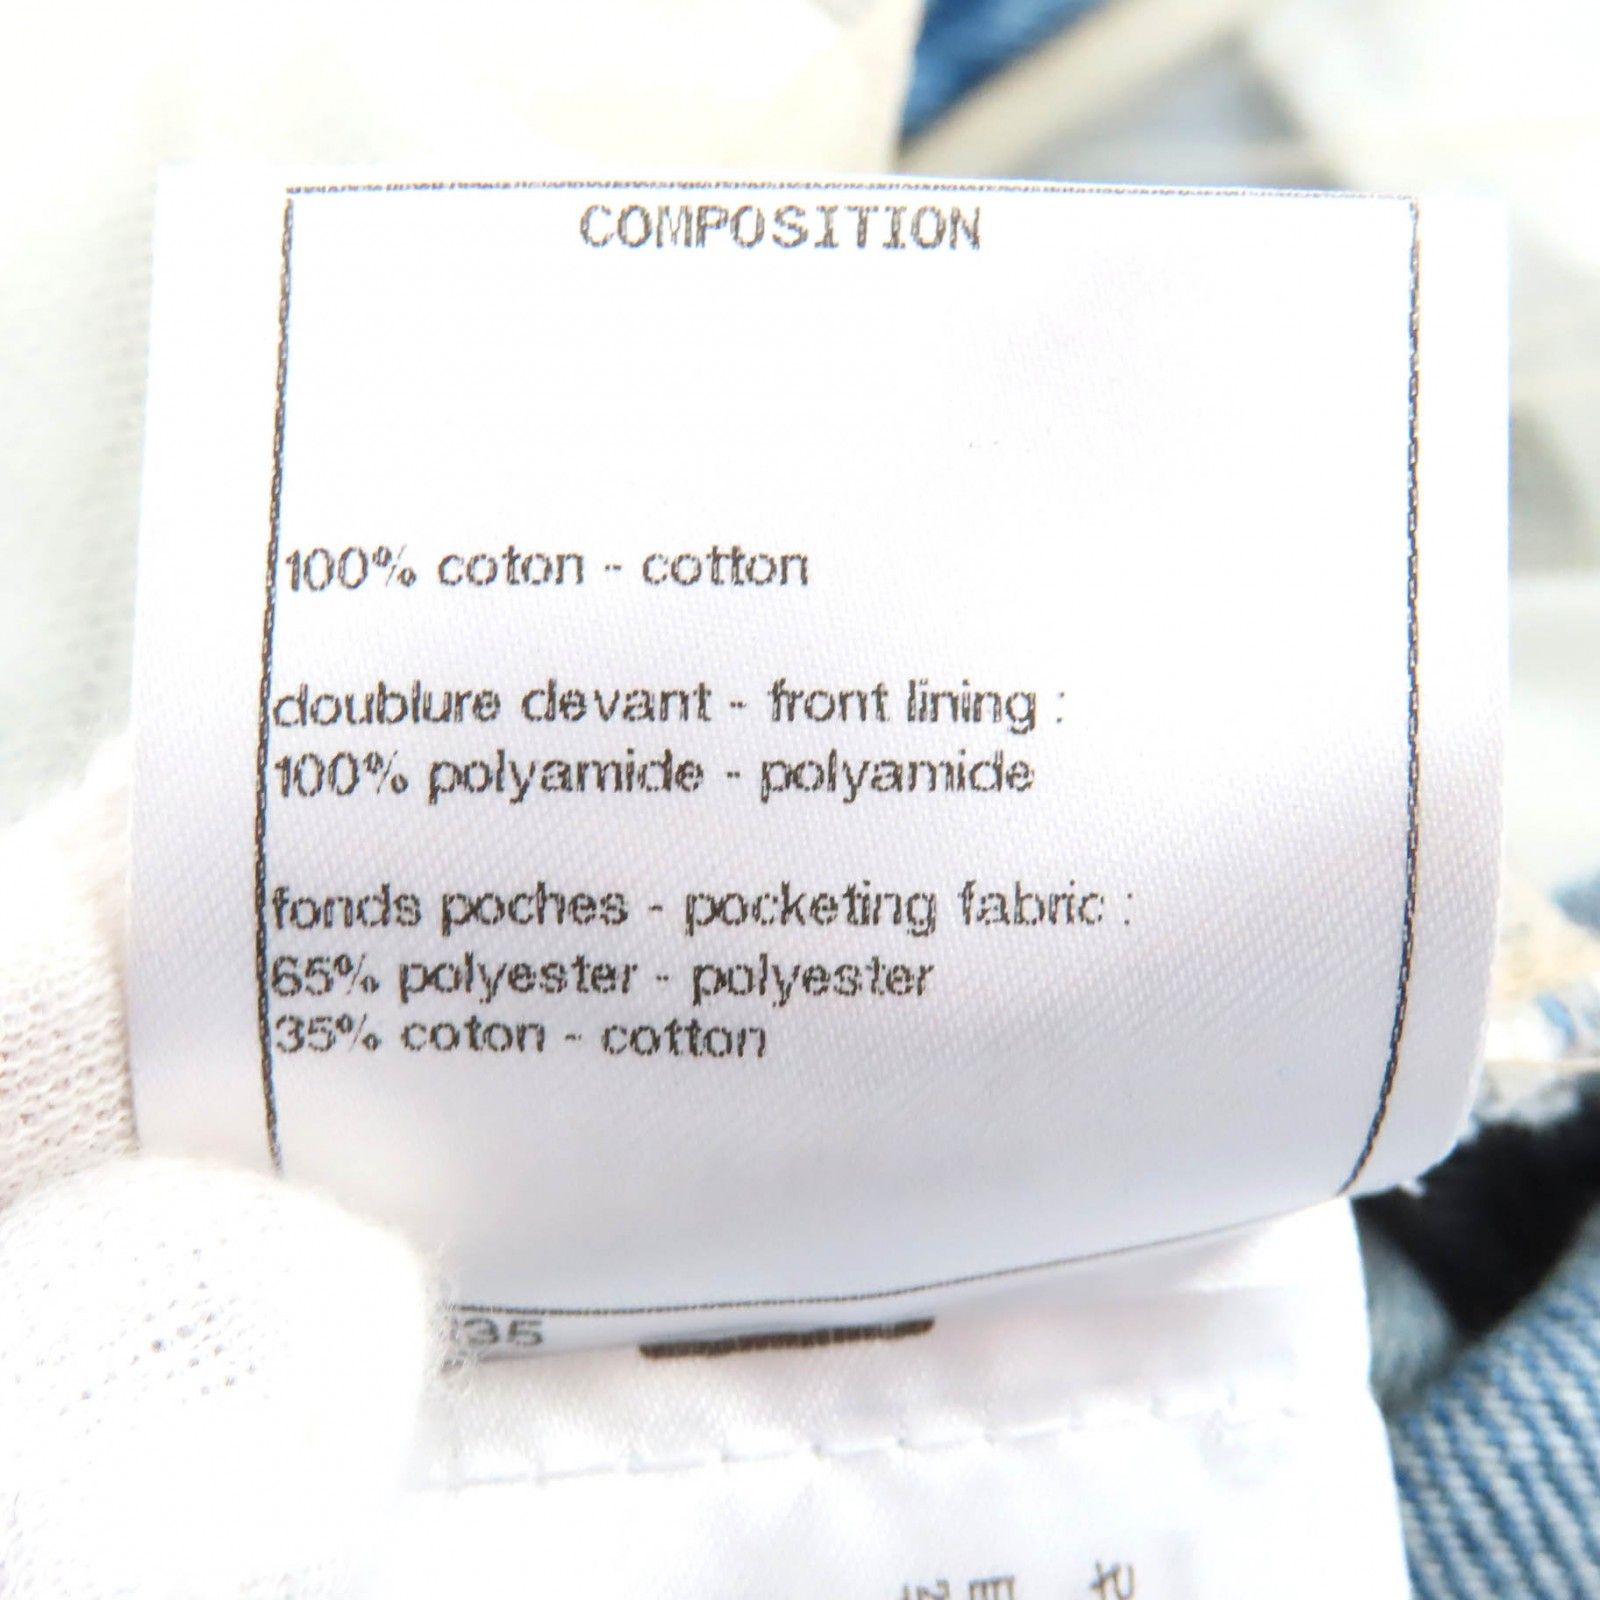 COMPOSITION
100% coton - cotton
doublure devant - front lining :
100% polyamide - polyamide
fonds poches - pocketing fabric :
65% polyester - polyester
35% coton - cotton
35